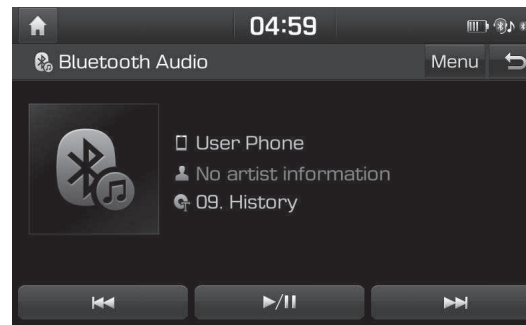 04:59
Bluetooth Audio
Menu
User Phone
No artist information
09. History